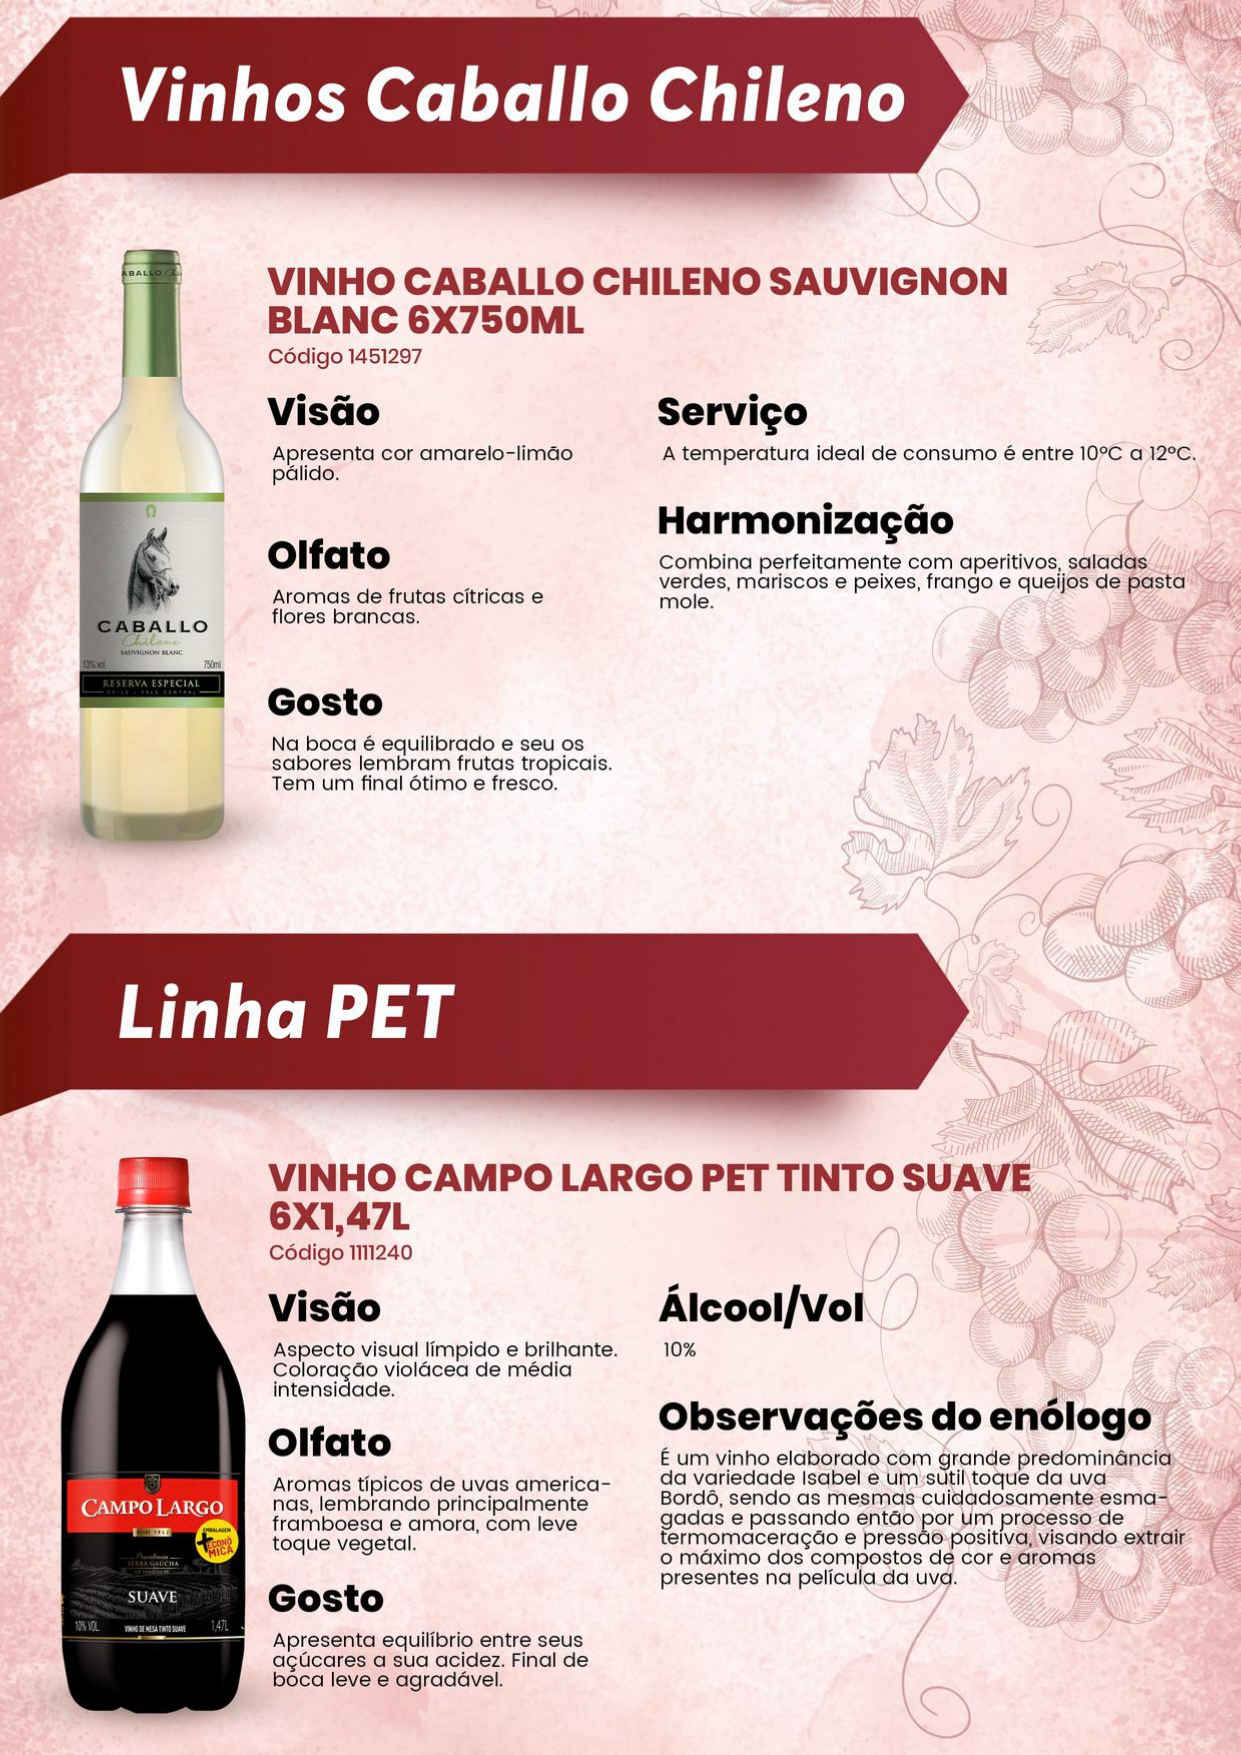 Vinhos Caballo Chileno
VINHO CABALLO CHILENO SAUVIGNON
BLANC 6X750ML
Código 1451297
Visão
Apresenta cor amarelo-limão
pálido.
Olfato
Aromas de frutas cítricas e
flores brancas.
Gosto
Na boca é equilibrado e seu os
sabores lembram frutas tropicais.
Tem um final ótimo e fresco.
Serviço
A temperatura ideal de consumo é entre 10ºC a 12ºC.
Harmonização
Combina perfeitamente com aperitivos, saladas
verdes, mariscos e peixes, frango e queijos de pasta
mole.
CABALLO
Chileno
SAUVIGNON BLANC
13% vol 750ml
RESERVA ESPECIAL
Linha PET
VINHO CAMPO LARGO PET TINTO SUAVE
6X1,47L
Código 1111240
Visão
Aspecto visual límpido e brilhante.
Coloração violácea de média
intensidade.
Olfato
Aromas típicos de uvas america-
nas, lembrando principalmente
framboesa e amora, com leve
toque vegetal.
Gosto
Apresenta equilíbrio entre seus
açúcares a sua acidez. Final de
boca leve e agradável.
Álcool/Vol
10%
Observações do enólogo
É um vinho elaborado com grande predominância
da variedade Isabel e um sútil toque da uva
Bordô, sendo as mesmas cuidadosamente esma-
gadas e passando então por um processo de
termomaceração e pressão positiva, visando extrair
o máximo dos compostos de cor e aromas
presentes na película da uva.
CAMPO LARGO
EMBALAGEM
+ECONÔ
MICA
SERRA GAÚCHA
SUAVE
10% VOL. VINHO DE MESA TINTO SUAVE 1,47L